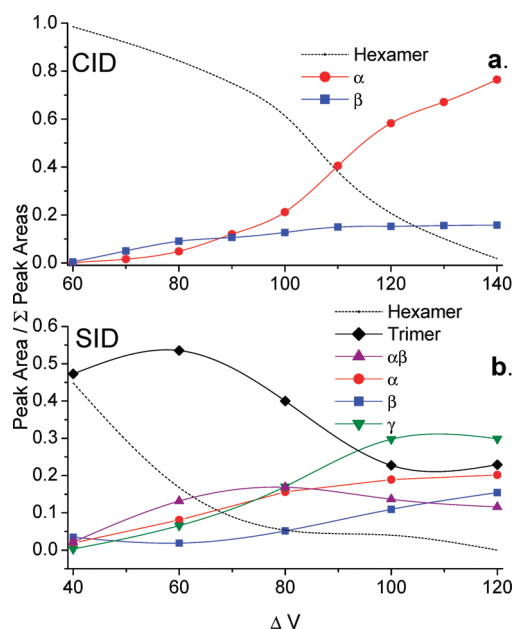 CID
a.
Hexamer
α
β
1.0
0.8
0.6
0.4
0.2
0.0
60
80
100
120
140
Peak Area / Σ Peak Areas
SID
b.
Hexamer
Trimer
αβ
α
β
γ
0.6
0.5
0.4
0.3
0.2
0.1
0.0
40
60
80
100
120
Δ V